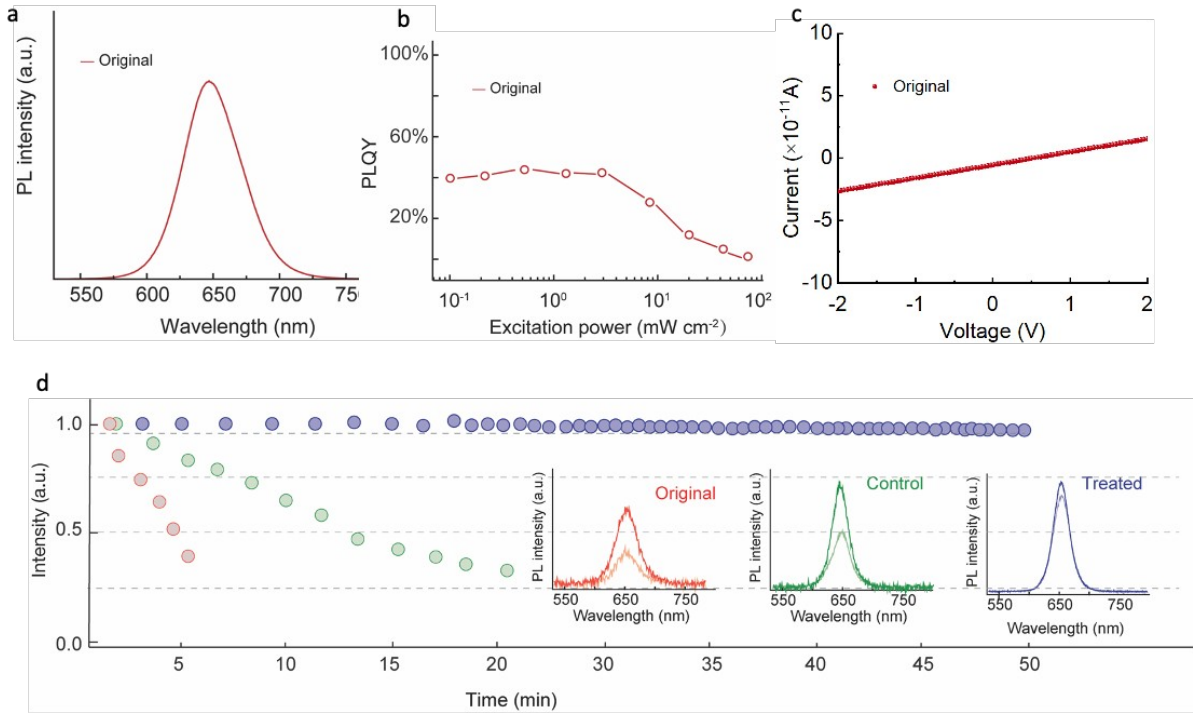 a
PL intensity (a.u.)
Original
550 600 650 700 75
Wavelength (nm)
b
PLQY
100%
60%
20%
Original
10⁻¹ 10⁰ 10¹ 10²
Excitation power (mW cm⁻²)
c
Current (×10⁻¹¹A)
10
5
0
-5
-10
Original
-2 -1 0 1 2
Voltage (V)
d
Intensity (a.u.)
1.0
0.5
0.0
5 10 15 20 25 30 35 40 45 50
Time (min)
Original
PL intensity (a.u.)
550 650 750
Wavelength (nm)
Control
PL intensity (a.u.)
550 650 750
Wavelength (nm)
Treated
PL intensity (a.u.)
550 650 750
Wavelength (nm)